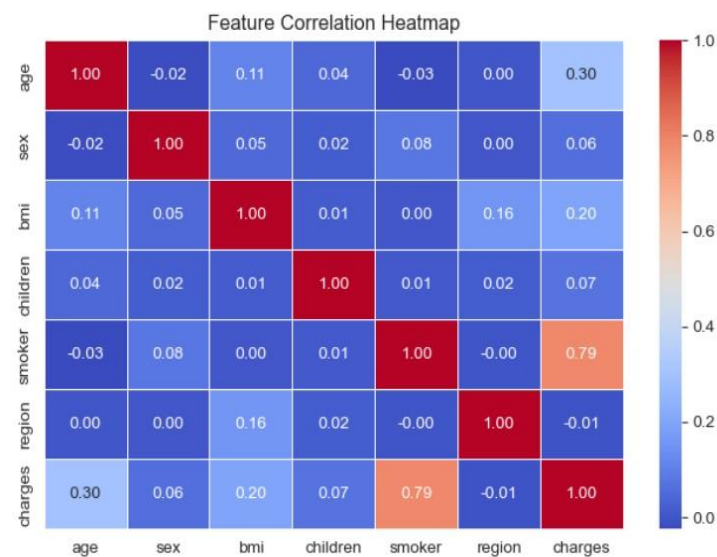 Feature Correlation Heatmap
age 1.00 -0.02 0.11 0.04 -0.03 0.00 0.30
sex -0.02 1.00 0.05 0.02 0.08 0.00 0.06
bmi 0.11 0.05 1.00 0.01 0.00 0.16 0.20
children 0.04 0.02 0.01 1.00 0.01 0.02 0.07
smoker -0.03 0.08 0.00 0.01 1.00 -0.00 0.79
region 0.00 0.00 0.16 0.02 -0.00 1.00 -0.01
charges 0.30 0.06 0.20 0.07 0.79 -0.01 1.00
age sex bmi children smoker region charges
1.0
0.8
0.6
0.4
0.2
0.0